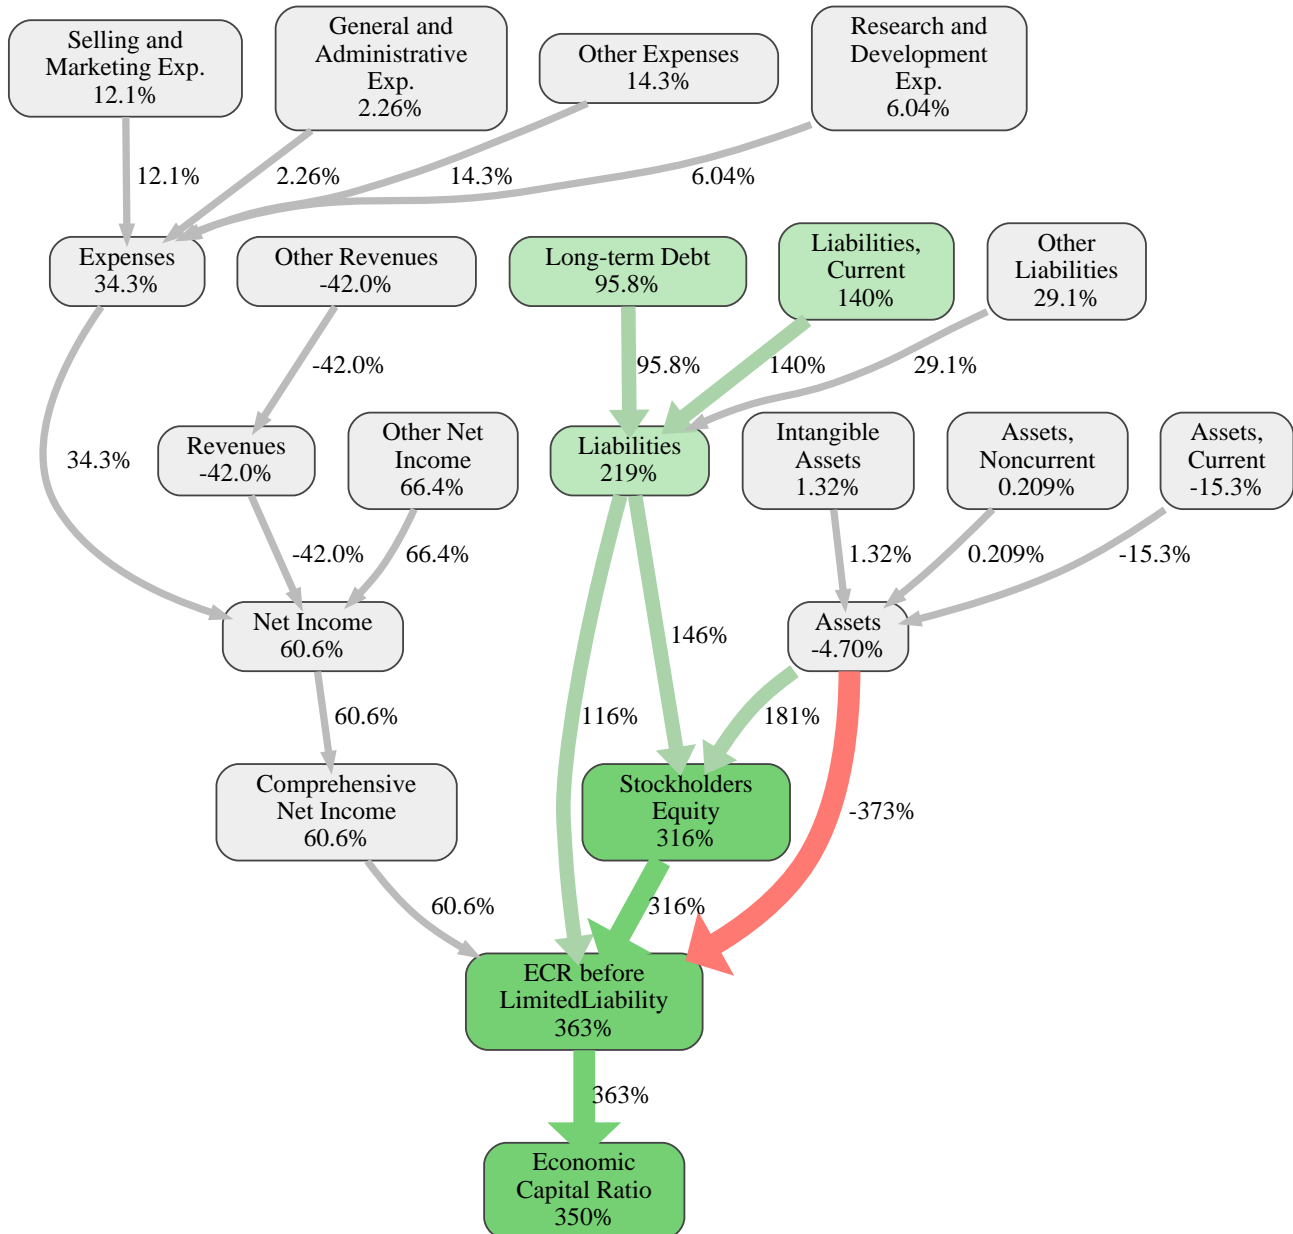 Selling and
Marketing Exp.
12.1%
General and
Administrative
Exp.
2.26%
Other Expenses
14.3%
Research and
Development
Exp.
6.04%
12.1%
2.26%
14.3%
6.04%
Expenses
34.3%
Other Revenues
-42.0%
Long-term Debt
95.8%
Liabilities,
Current
140%
Other
Liabilities
29.1%
-42.0%
95.8%
140%
29.1%
34.3%
Revenues
-42.0%
Other Net
Income
66.4%
Liabilities
219%
Intangible
Assets
1.32%
Assets,
Noncurrent
0.209%
Assets,
Current
-15.3%
-42.0%
66.4%
1.32%
0.209%
-15.3%
Net Income
60.6%
146%
Assets
-4.70%
60.6%
116%
181%
Comprehensive
Net Income
60.6%
Stockholders
Equity
316%
-373%
60.6%
316%
ECR before
LimitedLiability
363%
363%
Economic
Capital Ratio
350%